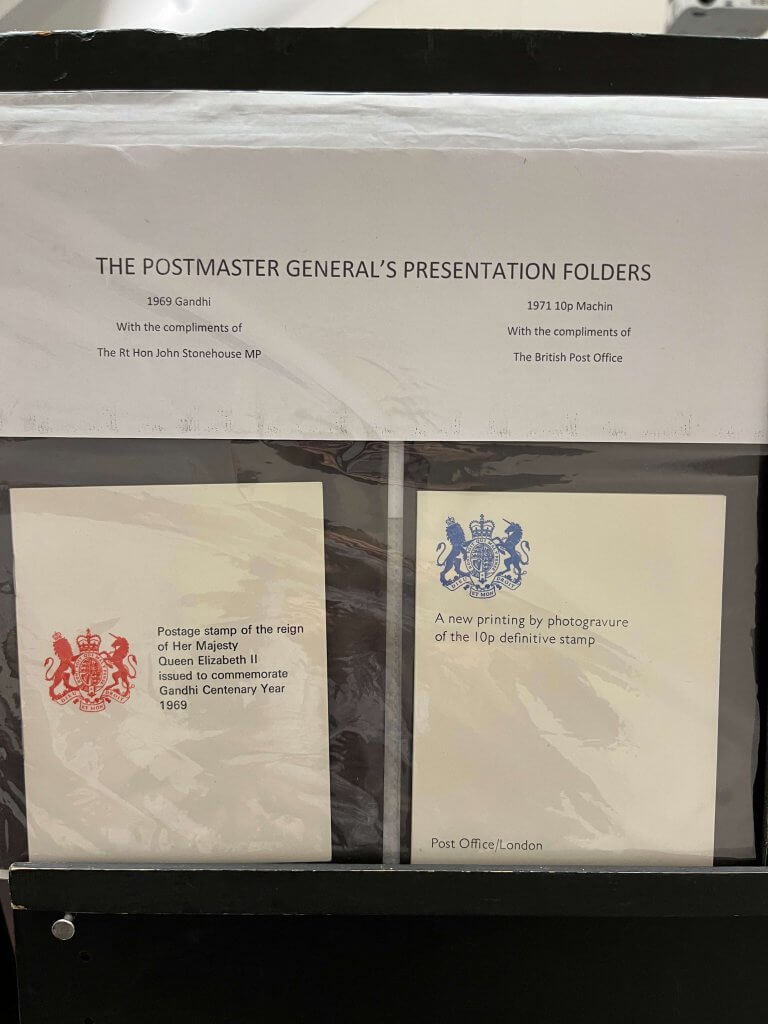 THE POSTMASTER GENERAL'S PRESENTATION FOLDERS
1969 Gandhi
With the compliments of
The Rt Hon John Stonehouse MP
1971 10p Machin
With the compliments of
The British Post Office
Postage stamp of the reign
of Her Majesty
Queen Elizabeth II
issued to commemorate
Gandhi Centenary Year
1969
A new printing by photogravure
of the 10p definitive stamp
Post Office/London